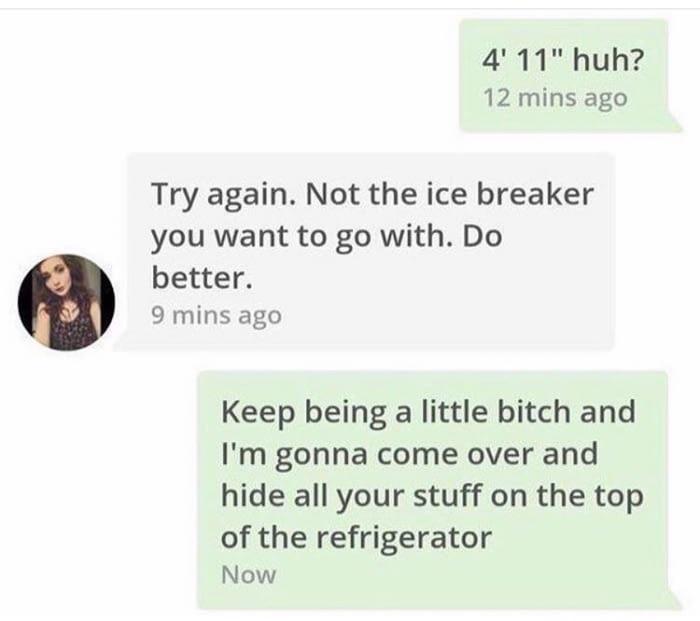 4' 11" huh?
12 mins ago
Try again. Not the ice breaker
you want to go with. Do
better.
9 mins ago
Keep being a little bitch and
I'm gonna come over and
hide all your stuff on the top
of the refrigerator
Now